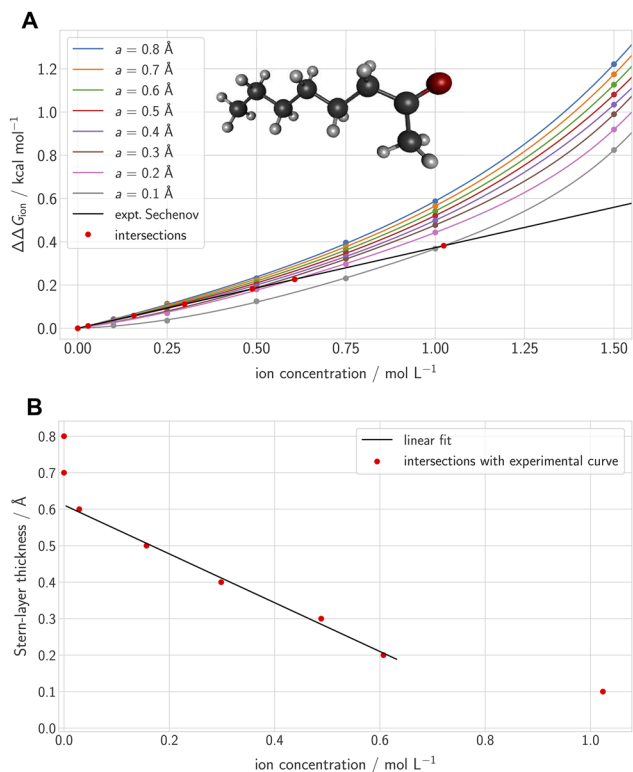 A
ΔΔG_ion / kcal mol⁻¹
1.2
1.0
0.8
0.6
0.4
0.2
0.0
a = 0.8 Å
a = 0.7 Å
a = 0.6 Å
a = 0.5 Å
a = 0.4 Å
a = 0.3 Å
a = 0.2 Å
a = 0.1 Å
expt. Sechenov
intersections
0.00 0.25 0.50 0.75 1.00 1.25 1.50
ion concentration / mol L⁻¹
B
Stern-layer thickness / Å
0.8
0.7
0.6
0.5
0.4
0.3
0.2
0.1
0.0
linear fit
intersections with experimental curve
0.0 0.2 0.4 0.6 0.8 1.0
ion concentration / mol L⁻¹